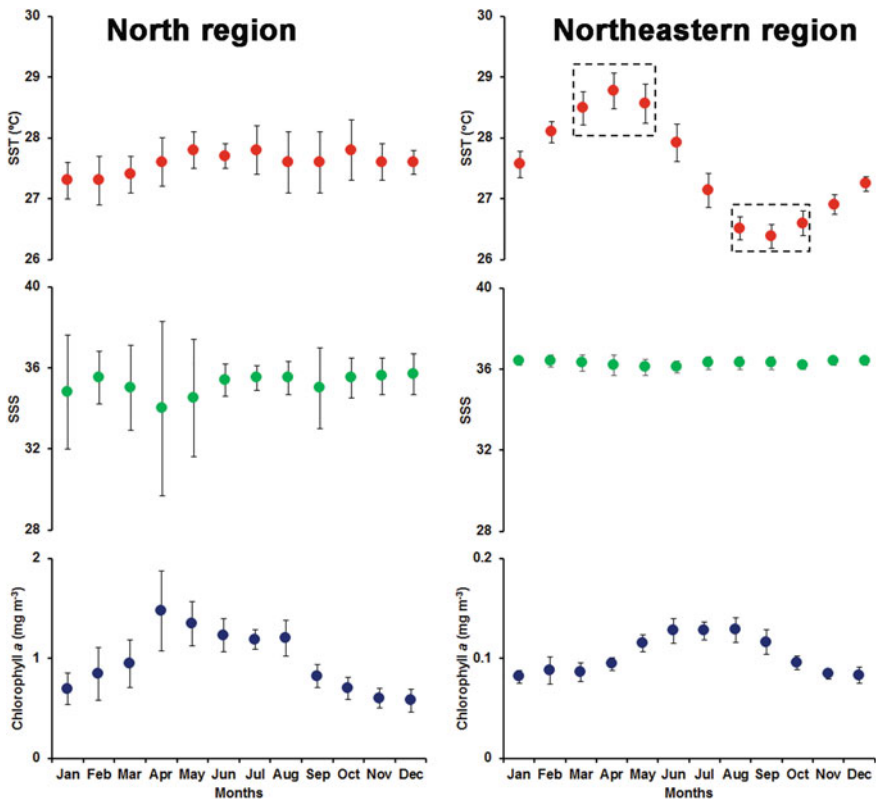 North region
30
29
28
27
26
SST (ºC)
40
36
32
28
SSS
2
1
0
Chlorophyll a (mg m⁻³)
Jan Feb Mar Apr May Jun Jul Aug Sep Oct Nov Dec
Months
Northeastern region
30
29
28
27
26
SST (ºC)
40
36
32
28
SSS
0.2
0.1
0
Chlorophyll a (mg m⁻³)
Jan Feb Mar Apr May Jun Jul Aug Sep Oct Nov Dec
Months